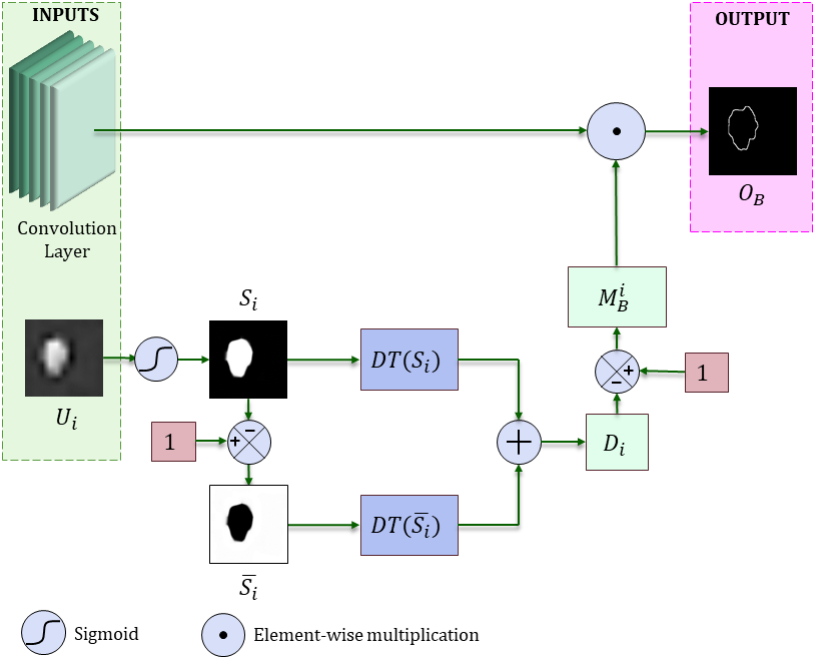 INPUTS
OUTPUT
Convolution
Layer
O_B
S_i
M_B^i
DT(S_i)
1
U_i
1
D_i
DT(S̅_i)
S̅_i
Sigmoid
Element-wise multiplication